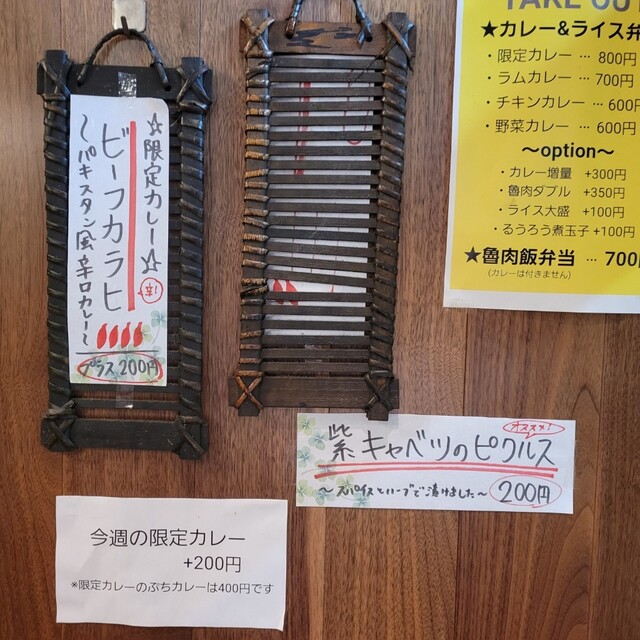 ☆限定カレー☆
ビーフカラヒ
辛!
～パキスタン風辛口カレー～
プラス200円
TAKE OUT
★カレー&ライス弁
・限定カレー … 800円
・ラムカレー … 700円
・チキンカレー … 600円
・野菜カレー … 600円
～option～
・カレー増量 +300円
・魯肉ダブル +350円
・ライス大盛 +100円
・るうろう煮玉子 +100円
★魯肉飯弁当 … 700
(カレーは付きません)
オススメ!
紫キャベツのピクルス
～スパイスとハーブで漬けました～
200円
今週の限定カレー
+200円
*限定カレーのぷちカレーは400円です